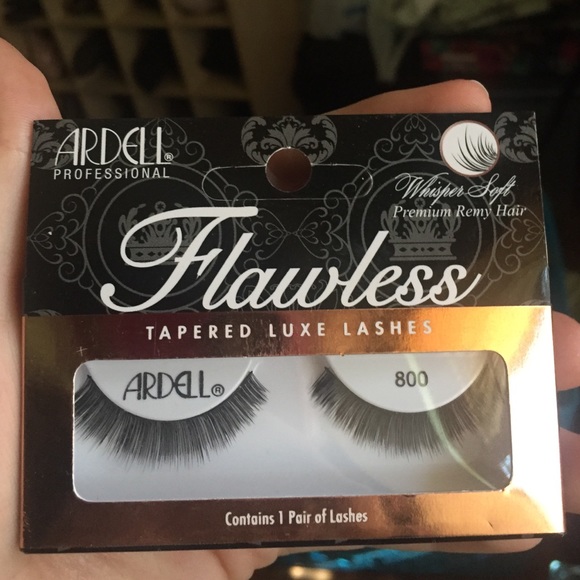 ARDELL®
PROFESSIONAL
Whisper Soft
Premium Remy Hair
Flawless
TAPERED LUXE LASHES
ARDELL®
800
Contains 1 Pair of Lashes